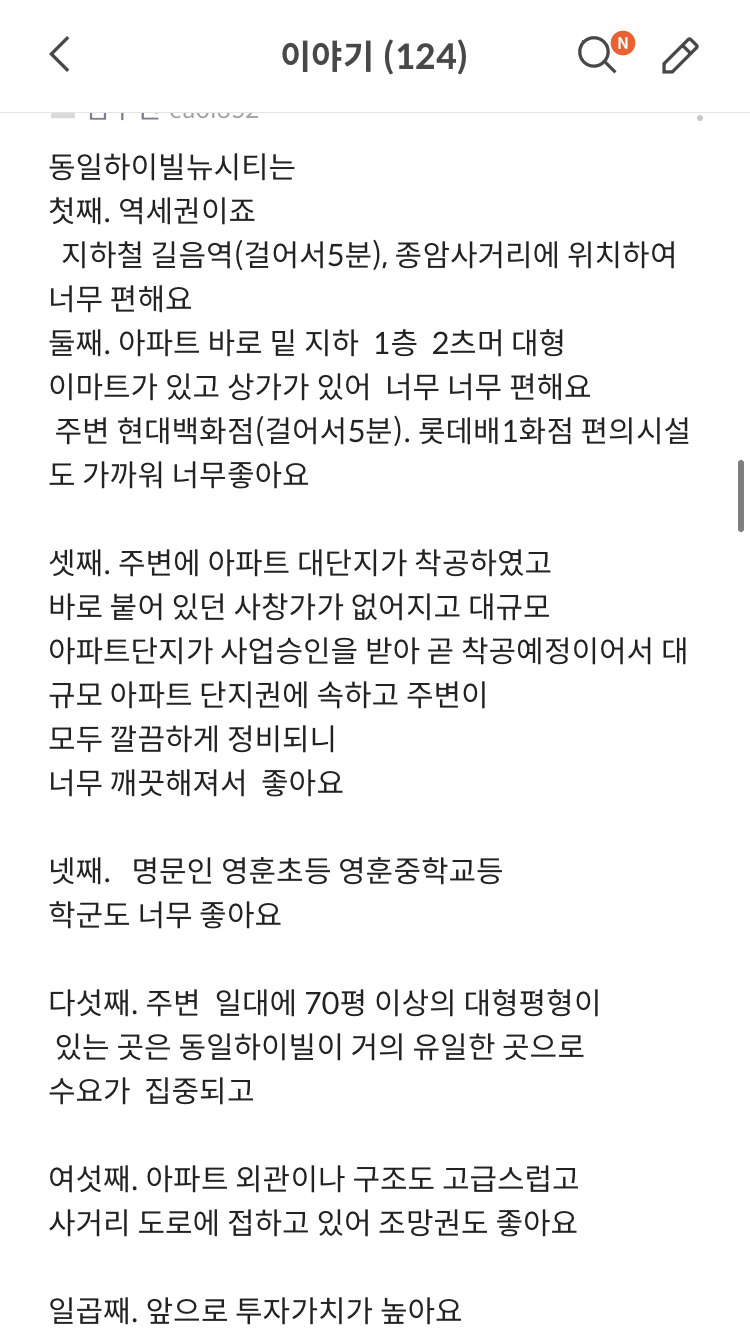 이야기 (124)
N
동일하이빌뉴시티는
첫째. 역세권이죠
지하철 길음역(걸어서5분), 종암사거리에 위치하여
너무 편해요
둘째. 아파트 바로 밑 지하  1층  2츠머 대형
이마트가 있고 상가가 있어  너무 너무 편해요
주변 현대백화점(걸어서5분). 롯데배1화점 편의시설
도 가까워 너무좋아요
셋째. 주변에 아파트 대단지가 착공하였고
바로 붙어 있던 사창가가 없어지고 대규모
아파트단지가 사업승인을 받아 곧 착공예정이어서 대
규모 아파트 단지권에 속하고 주변이
모두 깔끔하게 정비되니
너무 깨끗해져서  좋아요
넷째.   명문인 영훈초등 영훈중학교등
학군도 너무 좋아요
다섯째. 주변  일대에 70평 이상의 대형평형이
있는 곳은 동일하이빌이 거의 유일한 곳으로
수요가  집중되고
여섯째. 아파트 외관이나 구조도 고급스럽고
사거리 도로에 접하고 있어 조망권도 좋아요
일곱째. 앞으로 투자가치가 높아요